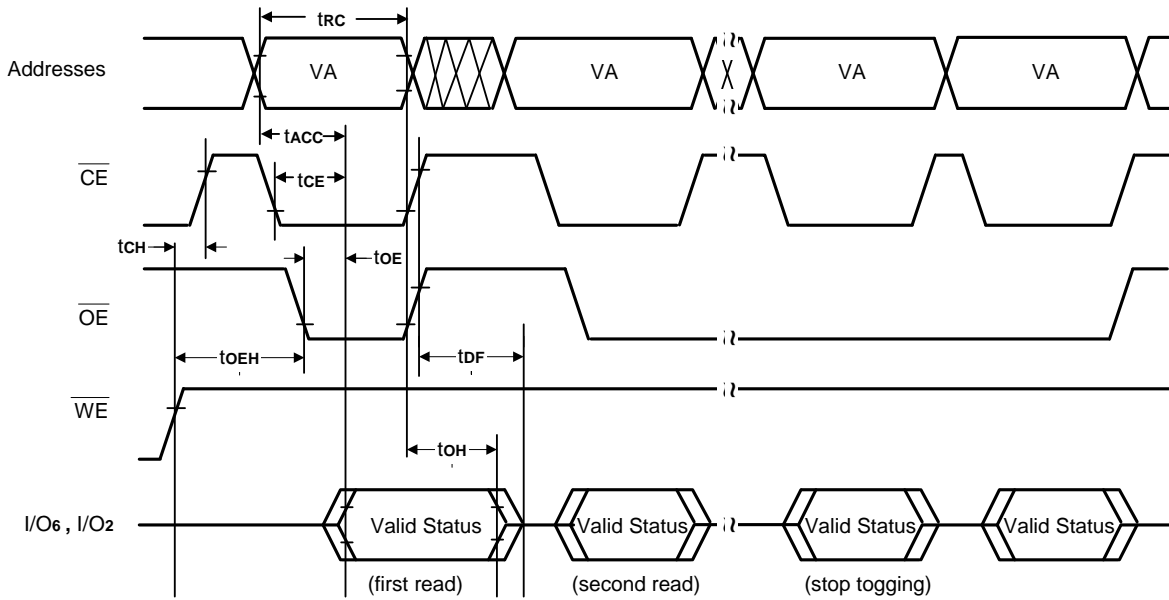 tRC
Addresses VA VA VA VA
tACC
CE
tCE
tCH
tOE
OE
tOEH
tDF
WE
tOH
I/O6 , I/O2 Valid Status Valid Status Valid Status Valid Status
(first read) (second read) (stop togging)